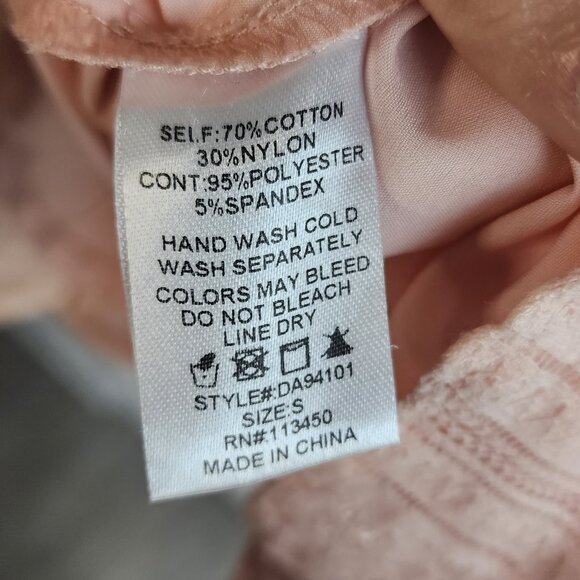 SELF:70%COTTON
30%NYLON
CONT:95%POLYESTER
5%SPANDEX
HAND WASH COLD
WASH SEPARATELY
COLORS MAY BLEED
DO NOT BLEACH
LINE DRY
STYLE#:DA94101
SIZE:S
RN#:113450
MADE IN CHINA